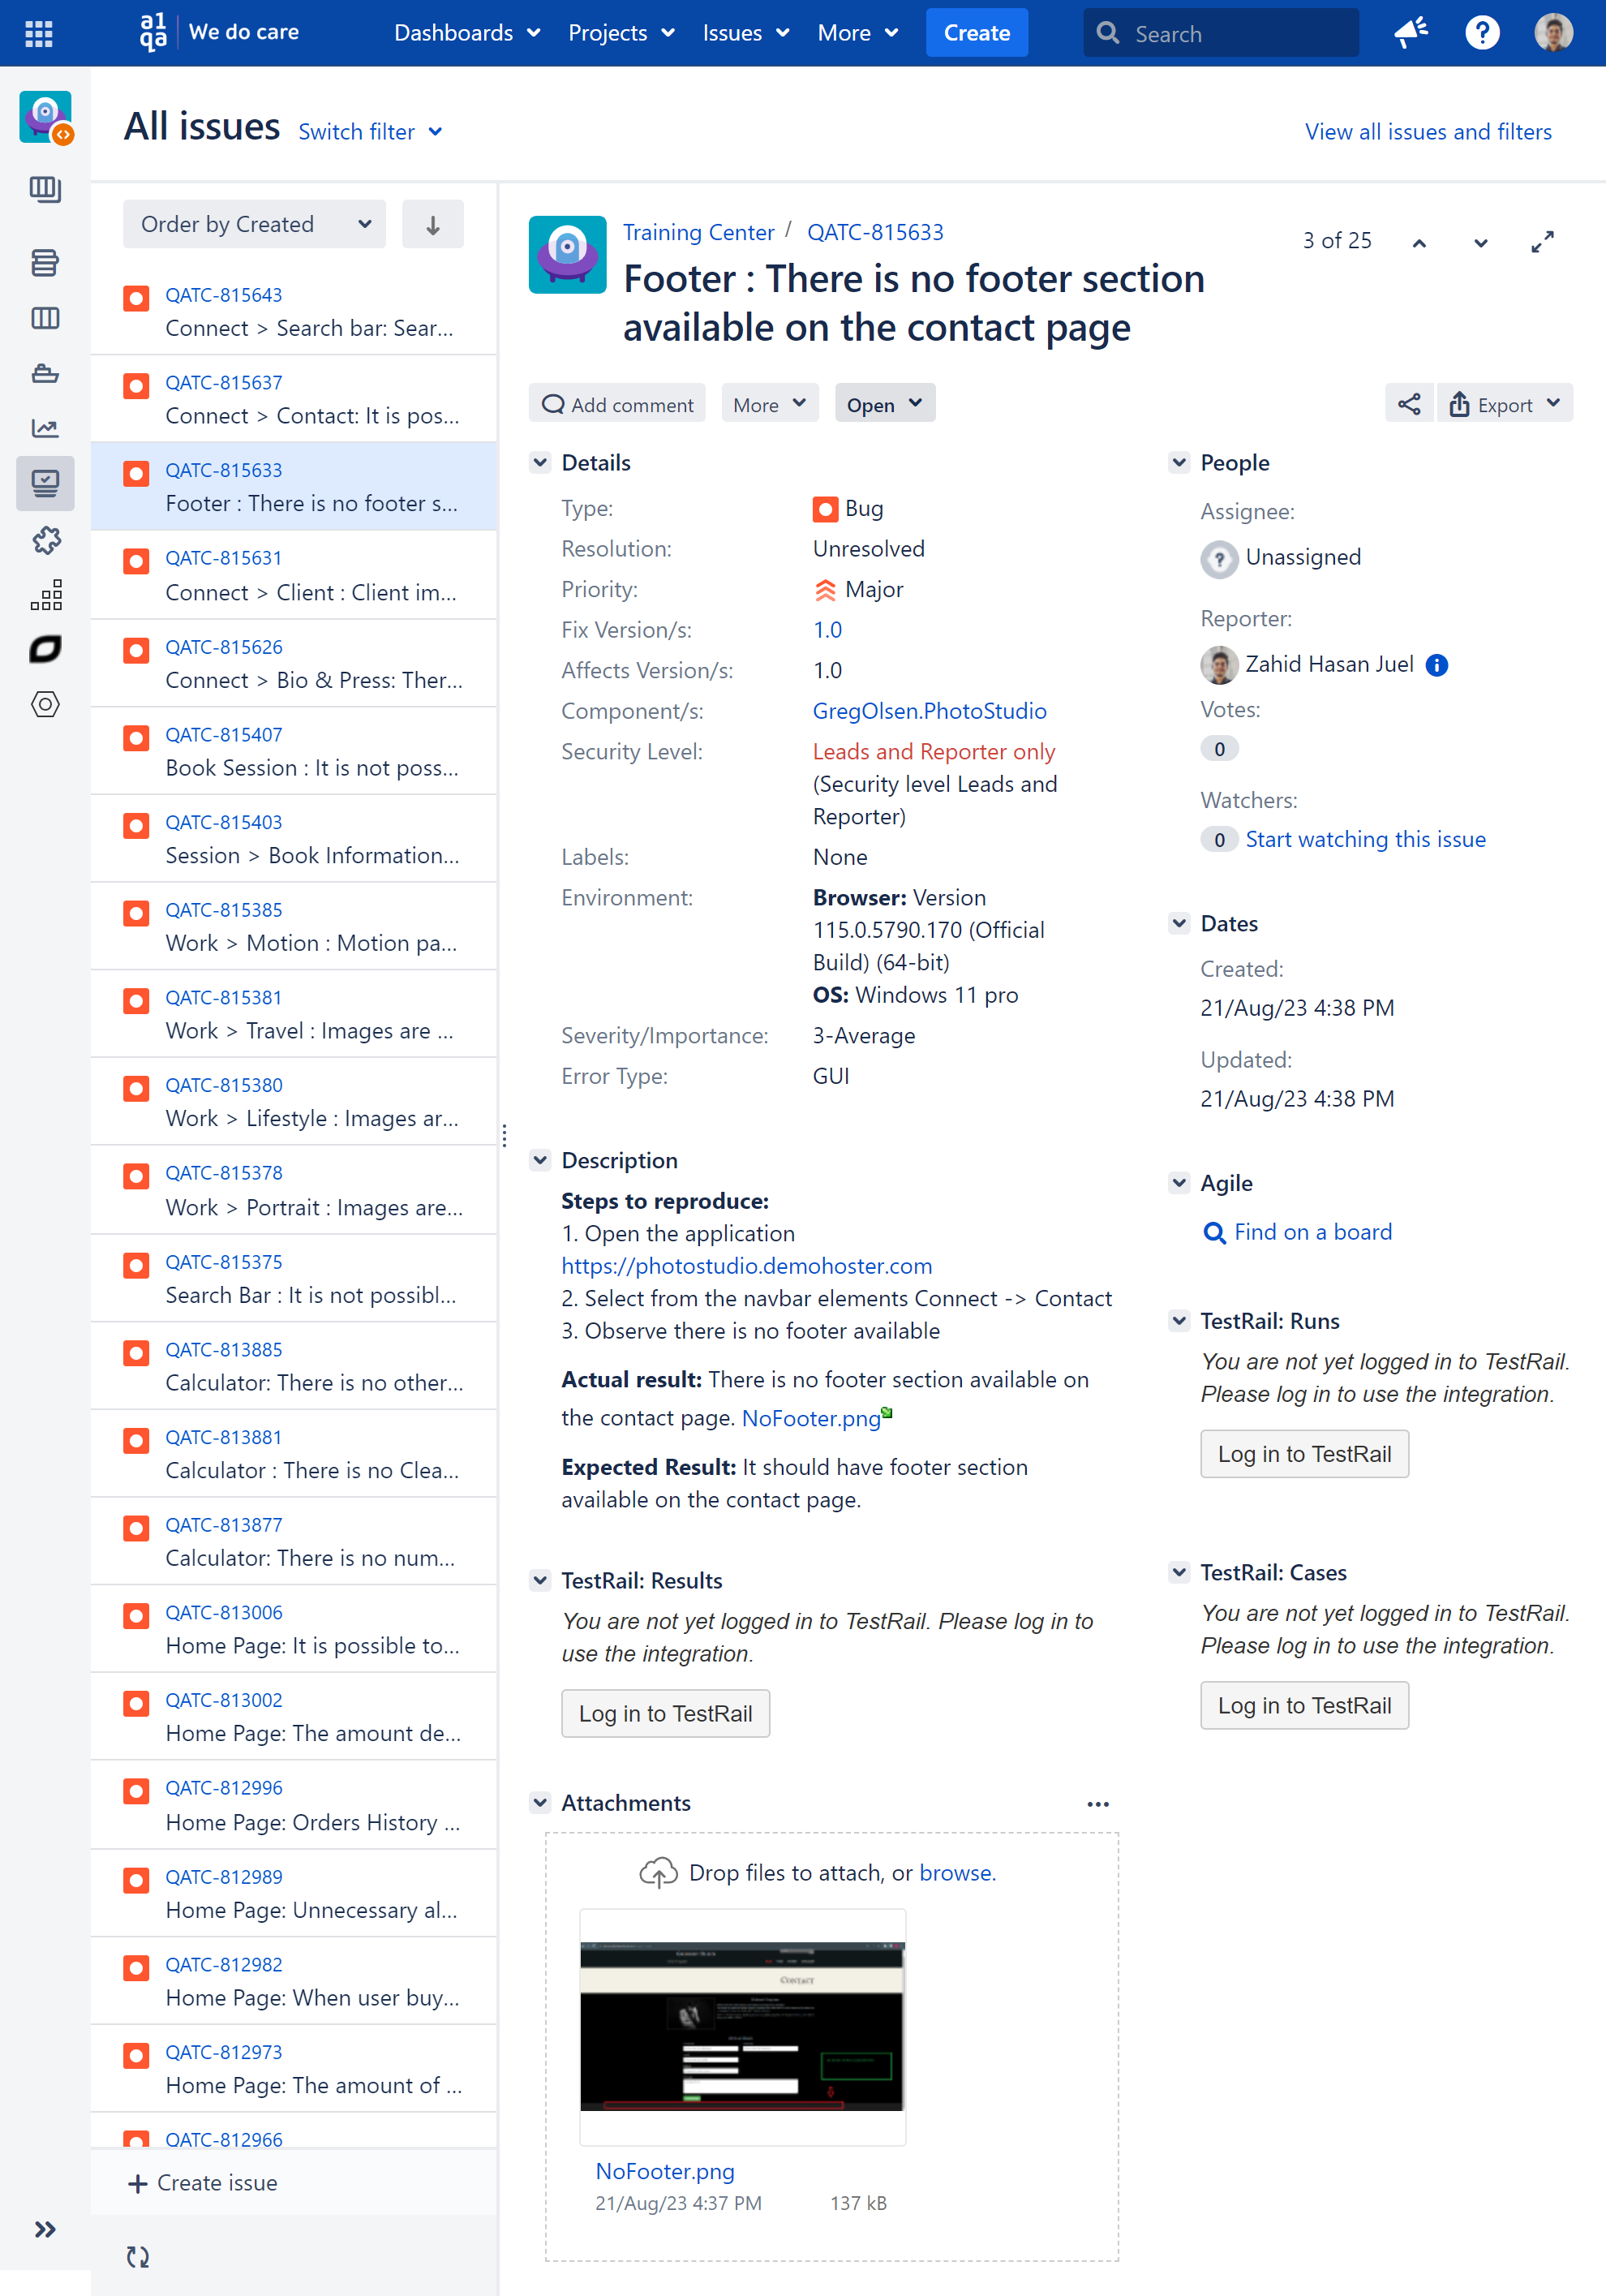 a1qa
We do care
Dashboards
Projects
Issues
More
Create
Search
All issues
Switch filter
View all issues and filters
Order by Created
QATC-815643
Connect > Search bar: Sear...
QATC-815637
Connect > Contact: It is pos...
QATC-815633
Footer : There is no footer s...
QATC-815631
Connect > Client : Client im...
QATC-815626
Connect > Bio & Press: Ther...
QATC-815407
Book Session : It is not poss...
QATC-815403
Session > Book Information...
QATC-815385
Work > Motion : Motion pa...
QATC-815381
Work > Travel : Images are ...
QATC-815380
Work > Lifestyle : Images ar...
QATC-815378
Work > Portrait : Images are...
QATC-815375
Search Bar : It is not possibl...
QATC-813885
Calculator: There is no other...
QATC-813881
Calculator : There is no Clea...
QATC-813877
Calculator: There is no num...
QATC-813006
Home Page: It is possible to...
QATC-813002
Home Page: The amount de...
QATC-812996
Home Page: Orders History ...
QATC-812989
Home Page: Unnecessary al...
QATC-812982
Home Page: When user buy...
QATC-812973
Home Page: The amount of ...
QATC-812966
Create issue
Training Center / QATC-815633
3 of 25
Footer : There is no footer section
available on the contact page
Add comment
More
Open
Export
Details
Type: Bug
Resolution: Unresolved
Priority: Major
Fix Version/s: 1.0
Affects Version/s: 1.0
Component/s: GregOlsen.PhotoStudio
Security Level: Leads and Reporter only
(Security level Leads and
Reporter)
Labels: None
Environment: Browser: Version
115.0.5790.170 (Official
Build) (64-bit)
OS: Windows 11 pro
Severity/Importance: 3-Average
Error Type: GUI
Description
Steps to reproduce:
1. Open the application
https://photostudio.demohoster.com
2. Select from the navbar elements Connect -> Contact
3. Observe there is no footer available
Actual result: There is no footer section available on
the contact page. NoFooter.png
Expected Result: It should have footer section
available on the contact page.
TestRail: Results
You are not yet logged in to TestRail. Please log in to
use the integration.
Log in to TestRail
Attachments
Drop files to attach, or browse.
Contact
NoFooter.png
21/Aug/23 4:37 PM 137 kB
People
Assignee:
Unassigned
Reporter:
Zahid Hasan Juel
Votes:
0
Watchers:
0 Start watching this issue
Dates
Created:
21/Aug/23 4:38 PM
Updated:
21/Aug/23 4:38 PM
Agile
Find on a board
TestRail: Runs
You are not yet logged in to TestRail.
Please log in to use the integration.
Log in to TestRail
TestRail: Cases
You are not yet logged in to TestRail.
Please log in to use the integration.
Log in to TestRail